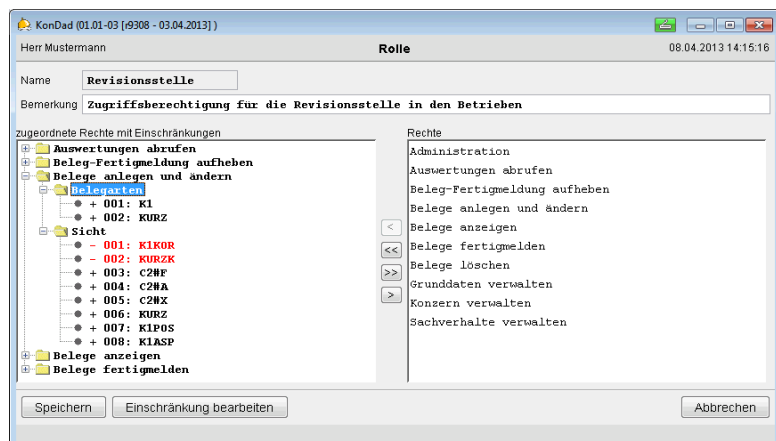 KonDad (01.01-03 [r9308 - 03.04.2013] )
Herr Mustermann
Rolle
08.04.2013 14:15:16
Name Revisionsstelle
Bemerkung Zugriffsberechtigung für die Revisionsstelle in den Betrieben
zugeordnete Rechte mit Einschränkungen
Auswertungen abrufen
Beleg-Fertigmeldung aufheben
Belege anlegen und ändern
Belegarten
+ 001: K1
+ 002: KURZ
Sicht
- 001: K1KOR
- 002: KURZK
+ 003: C2#F
+ 004: C2#A
+ 005: C2#X
+ 006: KURZ
+ 007: K1POS
+ 008: K1ASP
Belege anzeigen
Belege fertigmelden
<
<<
>>
>
Rechte
Administration
Auswertungen abrufen
Beleg-Fertigmeldung aufheben
Belege anlegen und ändern
Belege anzeigen
Belege fertigmelden
Belege löschen
Grunddaten verwalten
Konzern verwalten
Sachverhalte verwalten
Speichern
Einschränkung bearbeiten
Abbrechen